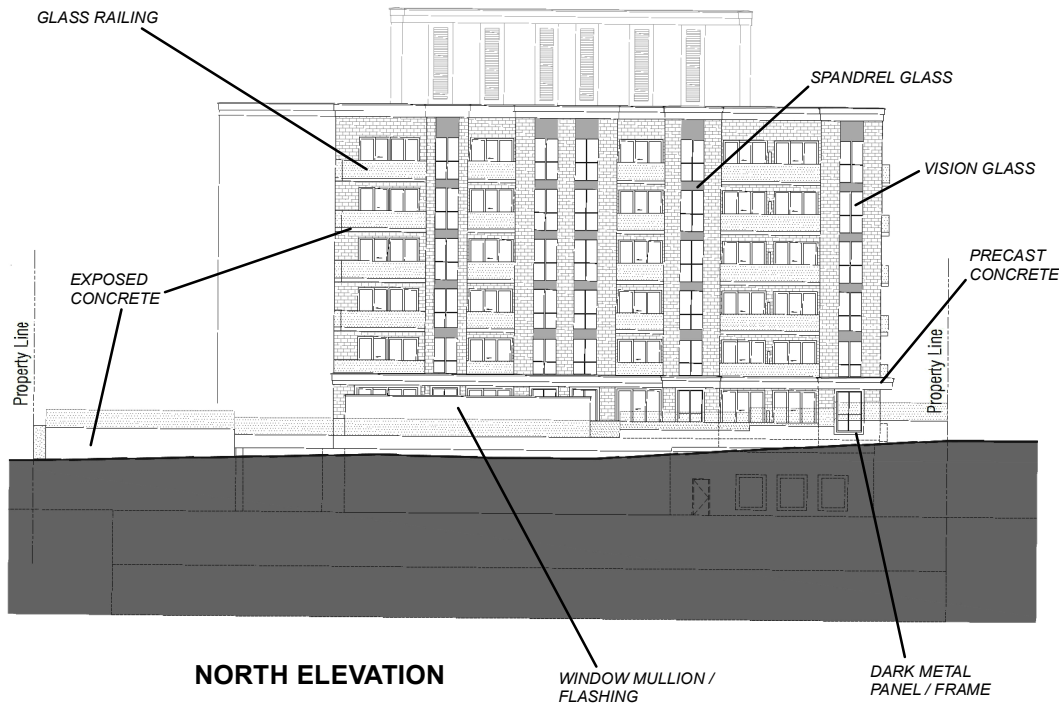 GLASS RAILING
SPANDREL GLASS
VISION GLASS
PRECAST
CONCRETE
EXPOSED
CONCRETE
Property Line
Property Line
NORTH ELEVATION
WINDOW MULLION /
FLASHING
DARK METAL
PANEL / FRAME